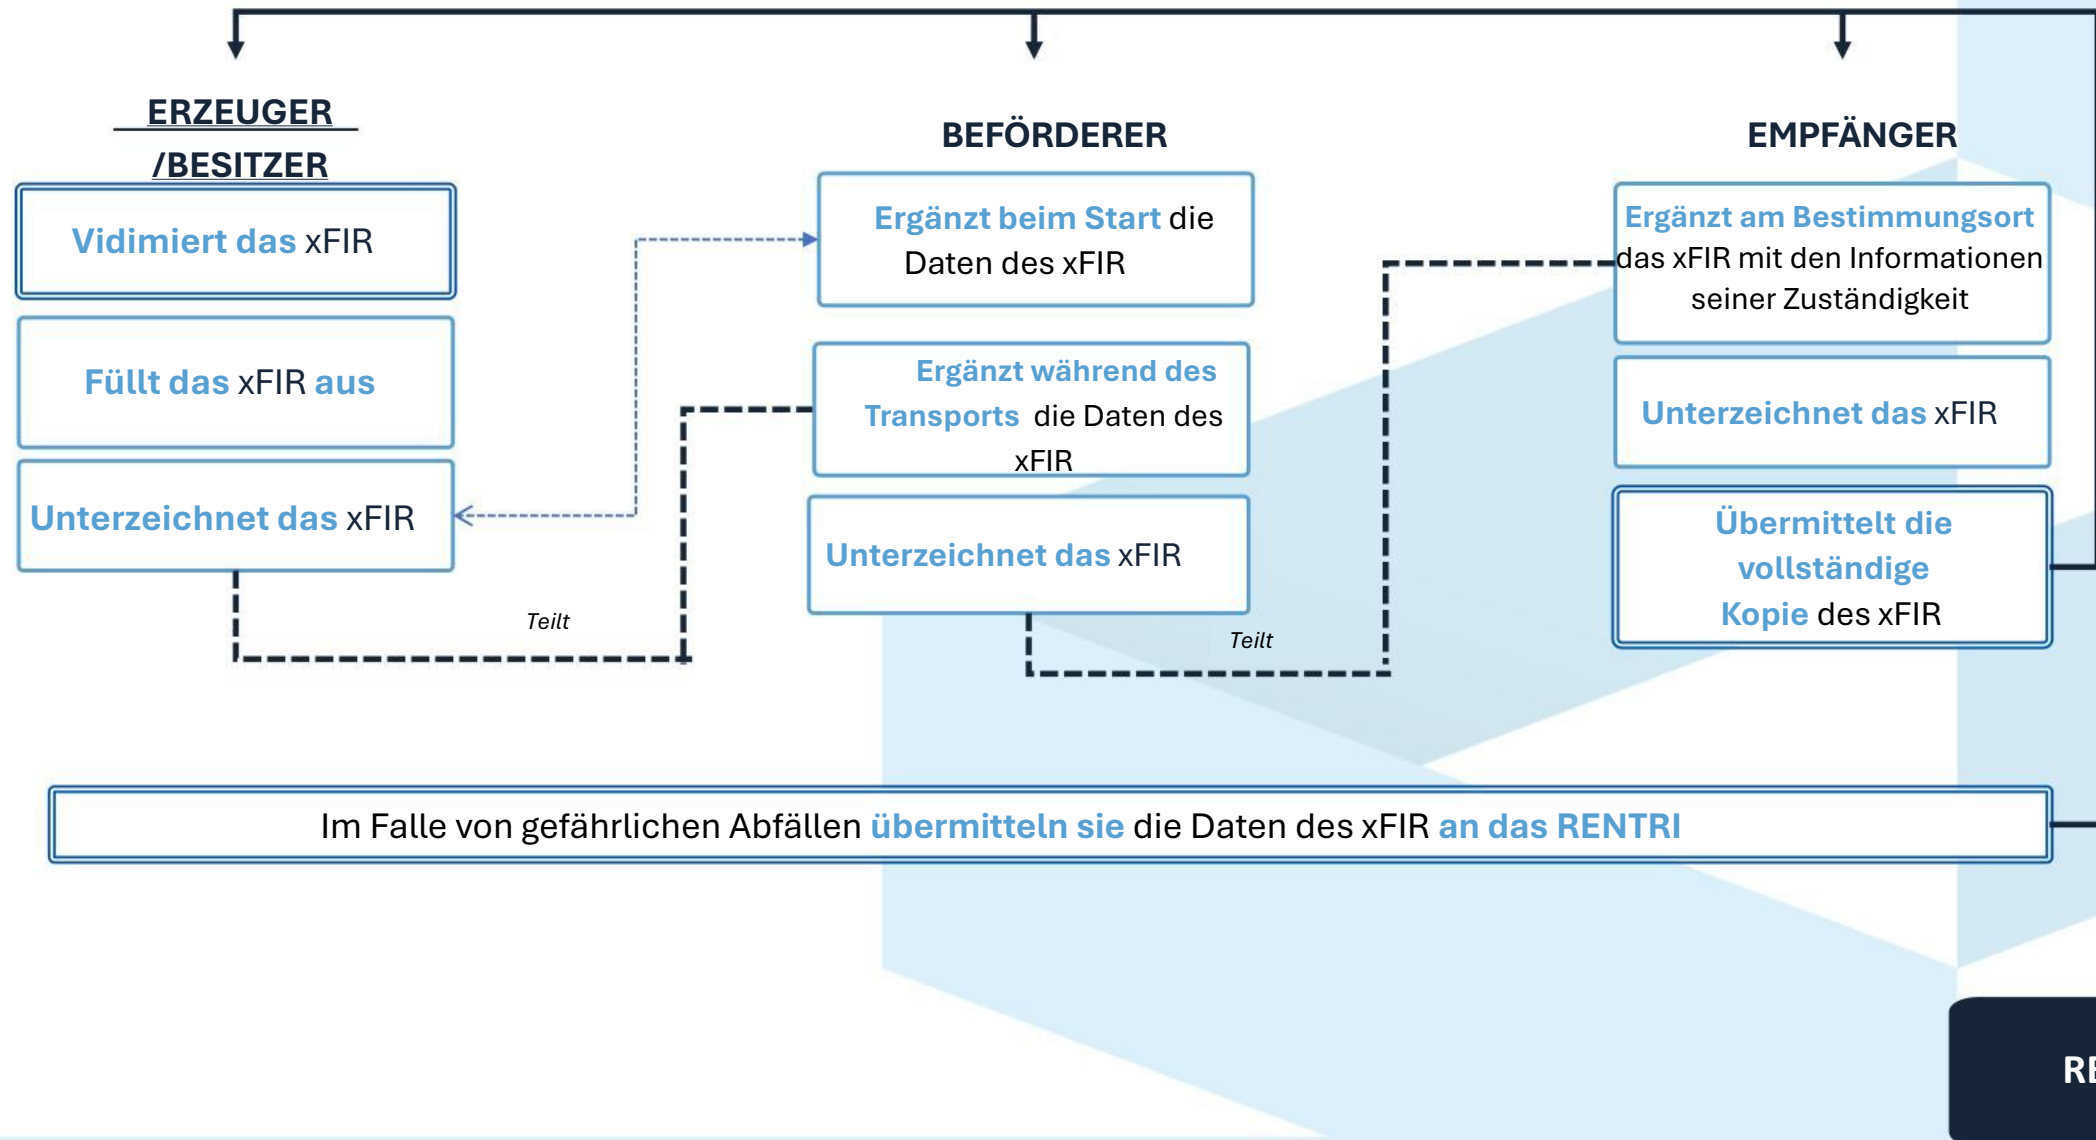 ERZEUGER
/BESITZER
Vidimiert das xFIR
Füllt das xFIR aus
Unterzeichnet das xFIR
Teilt
BEFÖRDERER
Ergänzt beim Start die
Daten des xFIR
Ergänzt während des
Transports die Daten des
xFIR
Unterzeichnet das xFIR
Teilt
EMPFÄNGER
Ergänzt am Bestimmungsort
das xFIR mit den Informationen
seiner Zuständigkeit
Unterzeichnet das xFIR
Übermittelt die
vollständige
Kopie des xFIR
Im Falle von gefährlichen Abfällen übermitteln sie die Daten des xFIR an das RENTRI